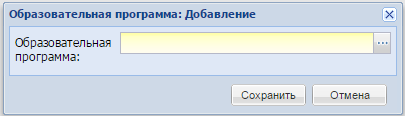 Образовательная программа: Добавление
Образовательная
программа:
Сохранить Отмена